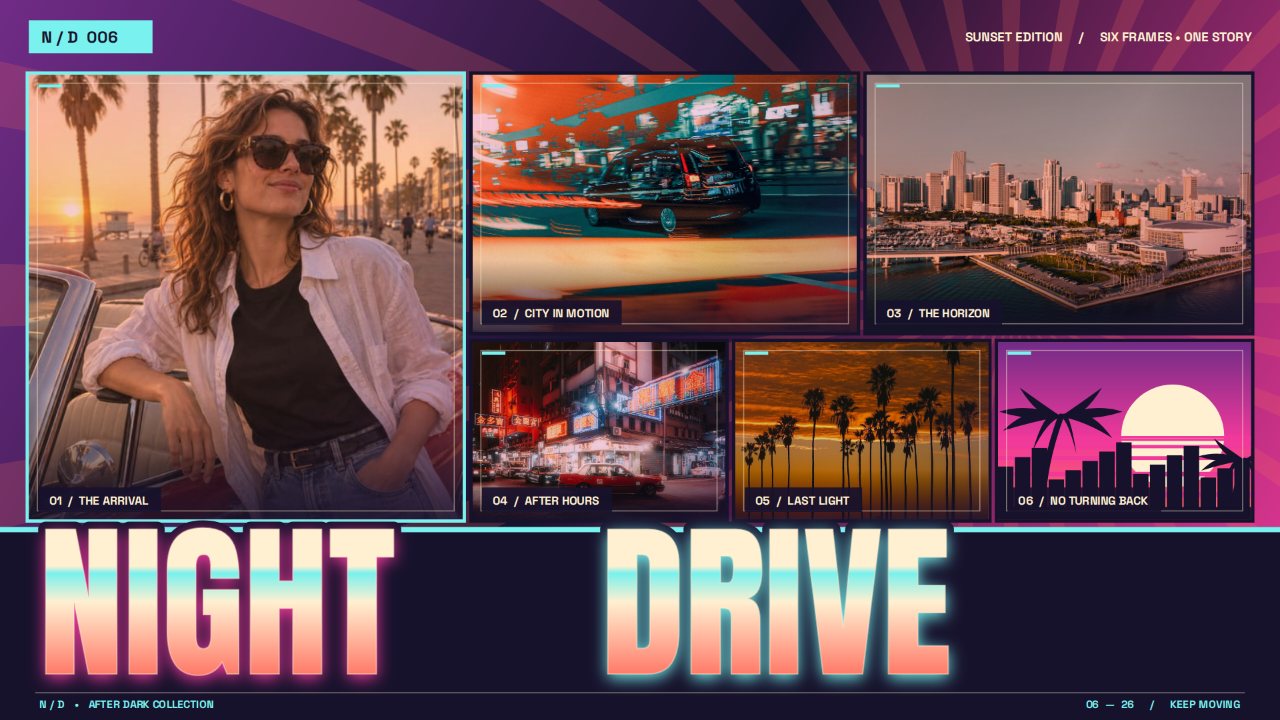 N / D 006
SUNSET EDITION / SIX FRAMES • ONE STORY
01 / THE ARRIVAL
02 / CITY IN MOTION
03 / THE HORIZON
04 / AFTER HOURS
05 / LAST LIGHT
06 / NO TURNING BACK
NIGHT DRIVE
N / D • AFTER DARK COLLECTION
06 — 26 / KEEP MOVING